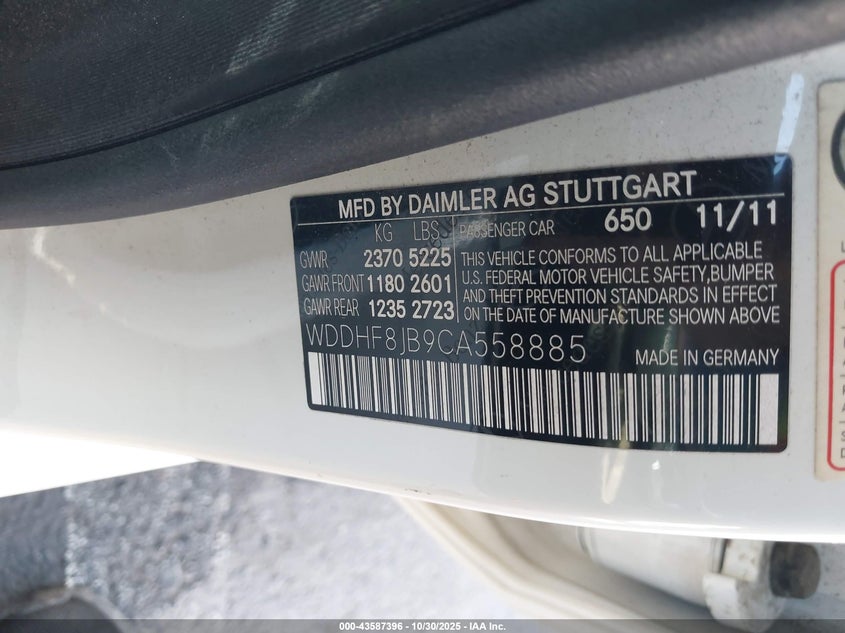 MFD BY DAIMLER AG STUTTGART
KG LBS PASSENGER CAR 650 11/11
GVWR 2370 5225
GAWR FRONT 1180 2601
GAWR REAR 1235 2723
THIS VEHICLE CONFORMS TO ALL APPLICABLE
U.S. FEDERAL MOTOR VEHICLE SAFETY, BUMPER
AND THEFT PREVENTION STANDARDS IN EFFECT
ON THE DATE OF MANUFACTURE SHOWN ABOVE
WDDHF8JB9CA558885 MADE IN GERMANY
000-43587396 • 10/30/2025 • IAA Inc.